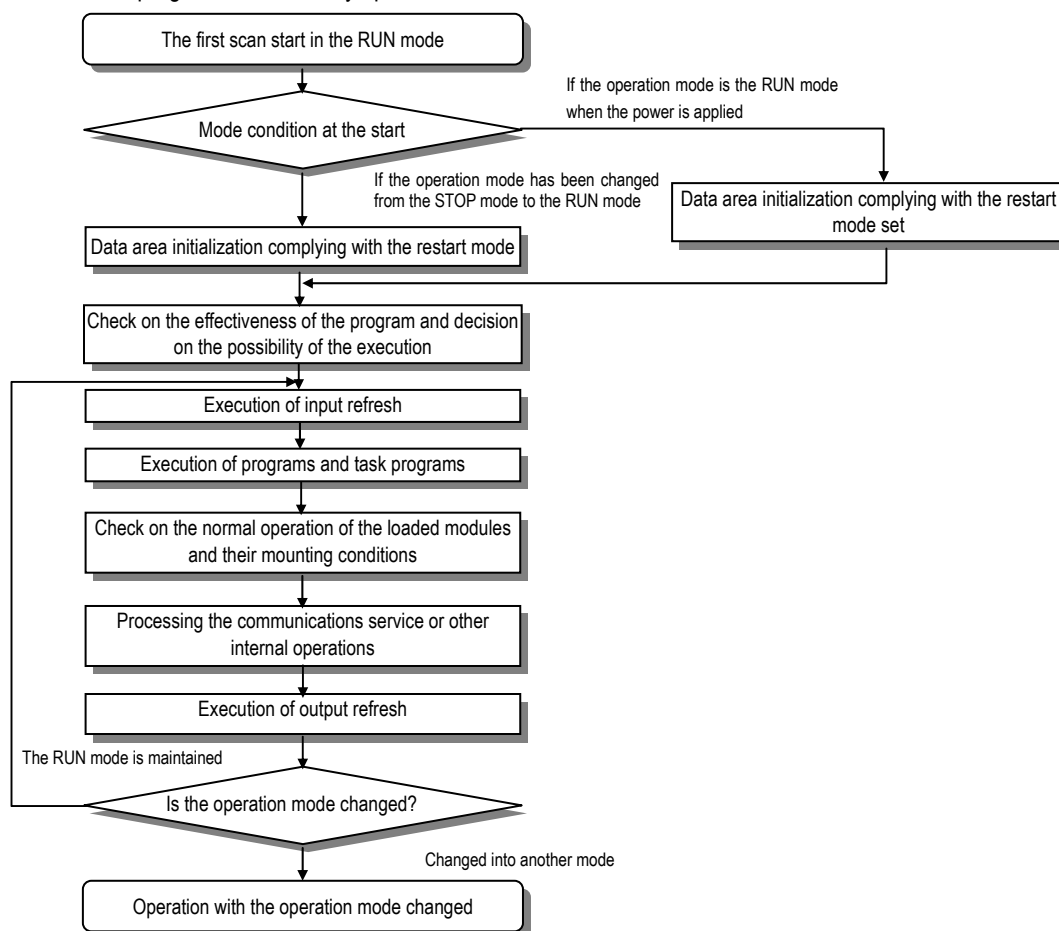 The first scan start in the RUN mode
If the operation mode is the RUN mode
when the power is applied
Mode condition at the start
If the operation mode has been changed
from the STOP mode to the RUN mode
Data area initialization complying with the restart
mode set
Data area initialization complying with the restart mode
Check on the effectiveness of the program and decision
on the possibility of the execution
Execution of input refresh
Execution of programs and task programs
Check on the normal operation of the loaded modules
and their mounting conditions
Processing the communications service or other
internal operations
Execution of output refresh
The RUN mode is maintained
Is the operation mode changed?
Changed into another mode
Operation with the operation mode changed